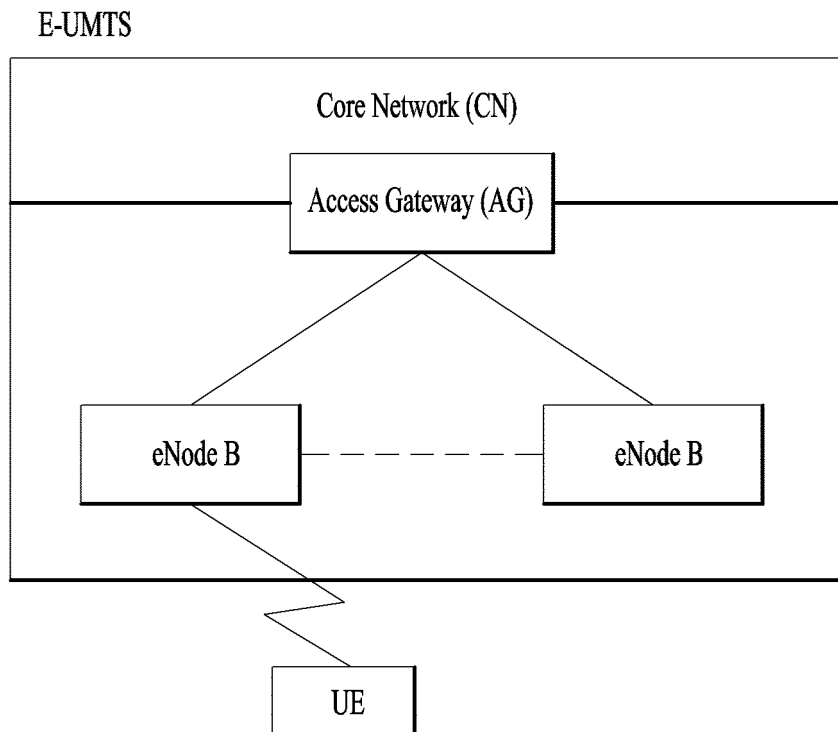 E-UMTS
Core Network (CN)
Access Gateway (AG)
eNode B
eNode B
UE